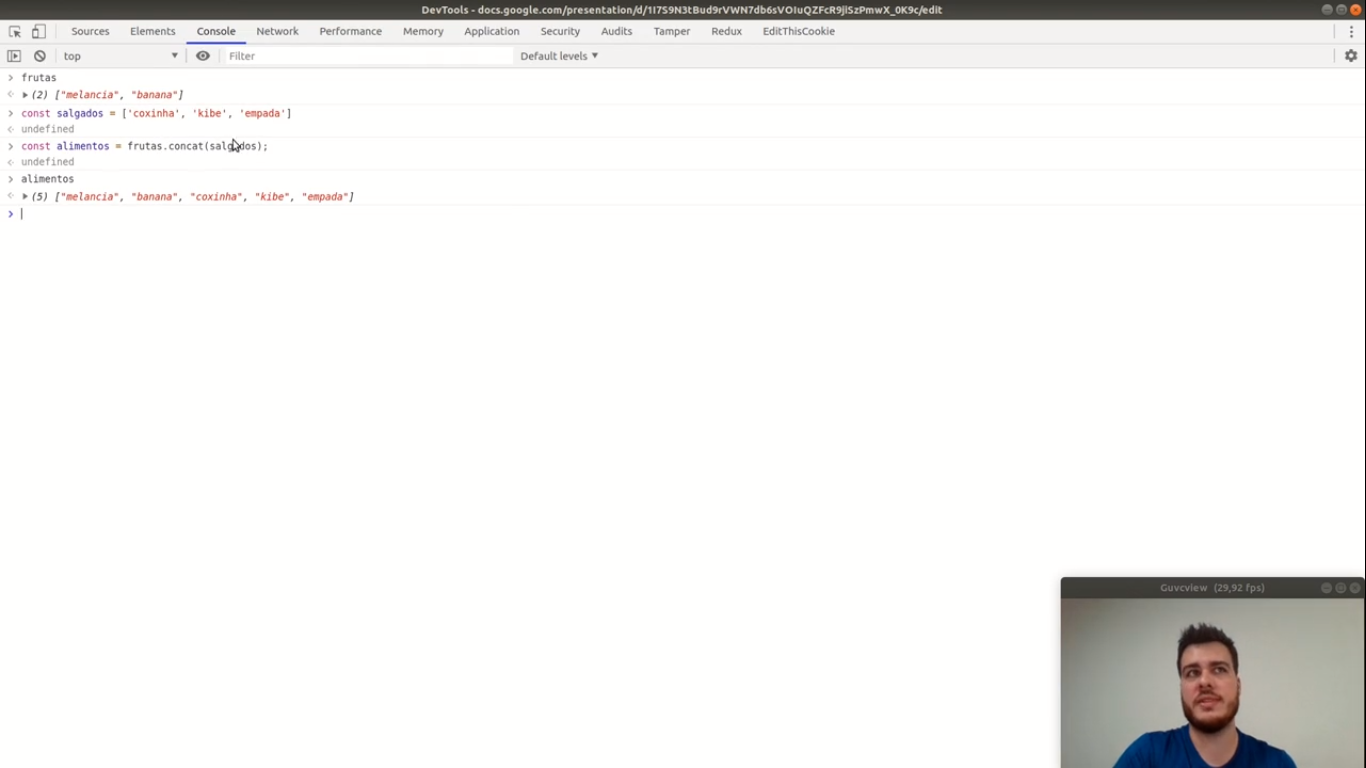 DevTools - docs.google.com/presentation/d/1I7S9N3tBud9rVWN7db6sVOIuQZFcR9jiSzPmwX_0K9c/edit
Sources Elements Console Network Performance Memory Application Security Audits Tamper Redux EditThisCookie
top Filter Default levels
frutas
(2) ["melancia", "banana"]
const salgados = ['coxinha', 'kibe', 'empada']
undefined
const alimentos = frutas.concat(salgados);
undefined
alimentos
(5) ["melancia", "banana", "coxinha", "kibe", "empada"]
Guvcview (29,92 fps)